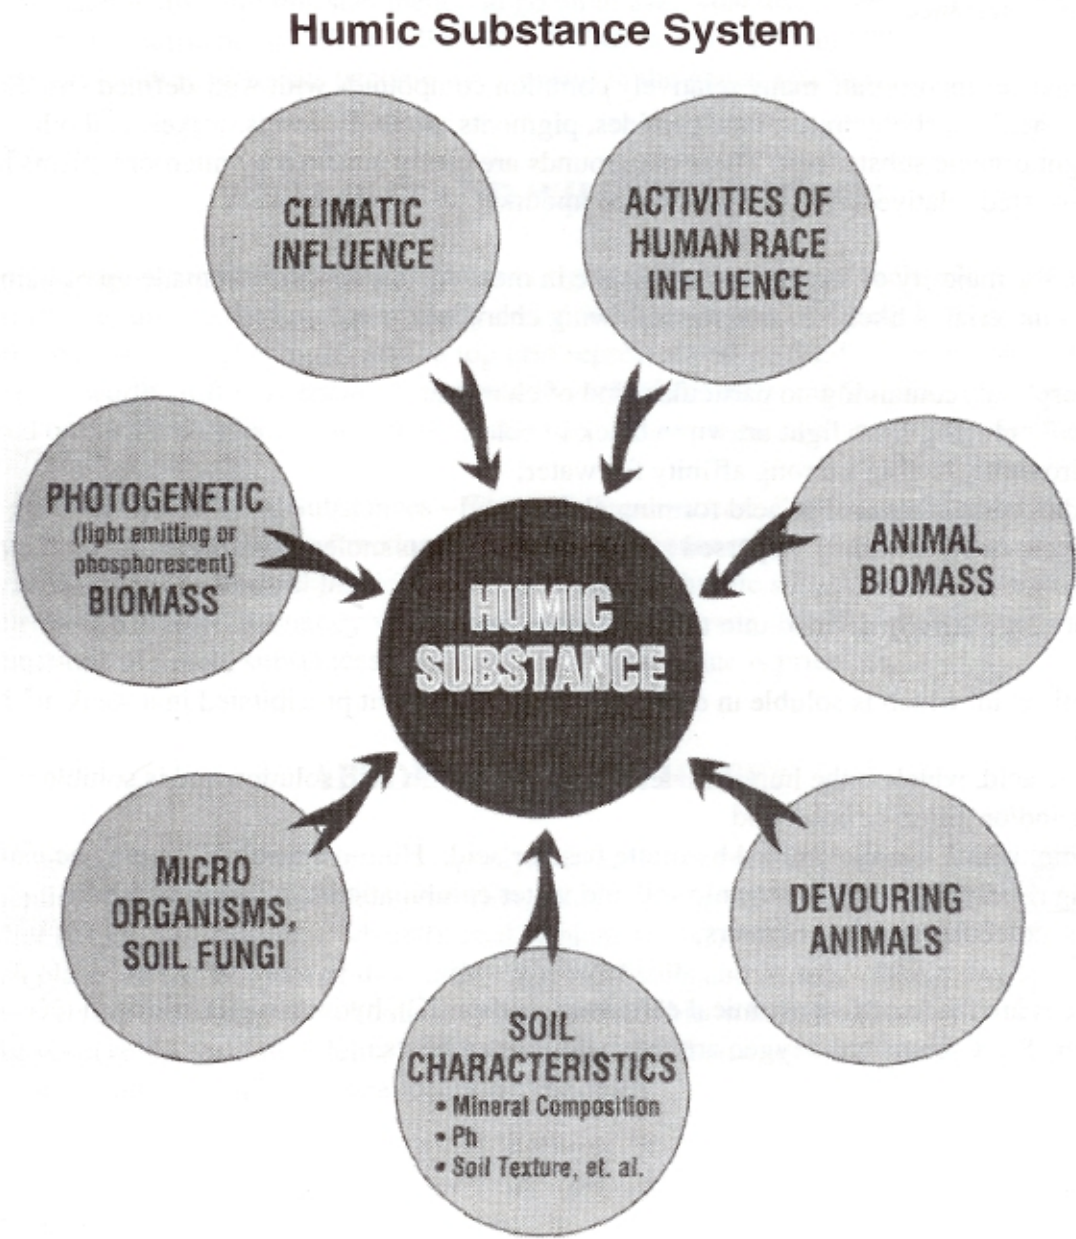 Humic Substance System
CLIMATIC
INFLUENCE
ACTIVITIES OF
HUMAN RACE
INFLUENCE
PHOTOGENETIC
(light emitting or
phosphorescent)
BIOMASS
ANIMAL
BIOMASS
HUMIC
SUBSTANCE
MICRO
ORGANISMS,
SOIL FUNGI
DEVOURING
ANIMALS
SOIL
CHARACTERISTICS
• Mineral Composition
• Ph
• Soil Texture, et. al.